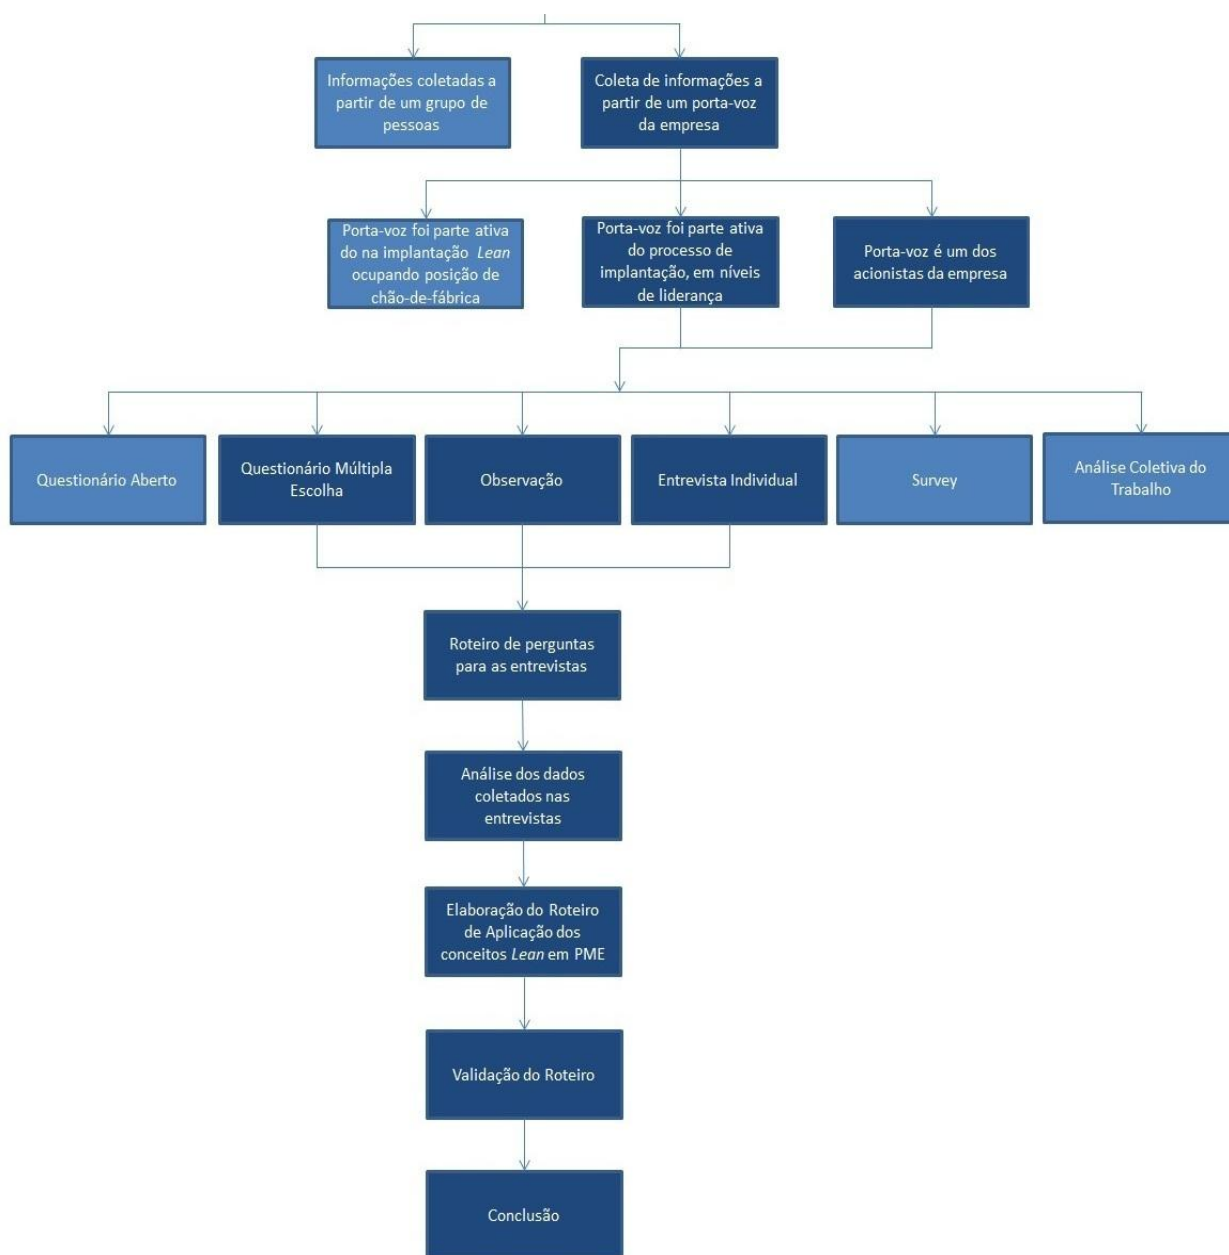 Informações coletadas a
partir de um grupo de
pessoas
Coleta de informações a
partir de um porta-voz
da empresa
Porta-voz foi parte ativa
do na implantação Lean
ocupando posição de
chão-de-fábrica
Porta-voz foi parte ativa
do processo de
implantação, em níveis
de liderança
Porta-voz é um dos
acionistas da empresa
Questionário Aberto
Questionário Múltipla
Escolha
Observação
Entrevista Individual
Survey
Análise Coletiva do
Trabalho
Roteiro de perguntas
para as entrevistas
Análise dos dados
coletados nas
entrevistas
Elaboração do Roteiro
de Aplicação dos
conceitos Lean em PME
Validação do Roteiro
Conclusão